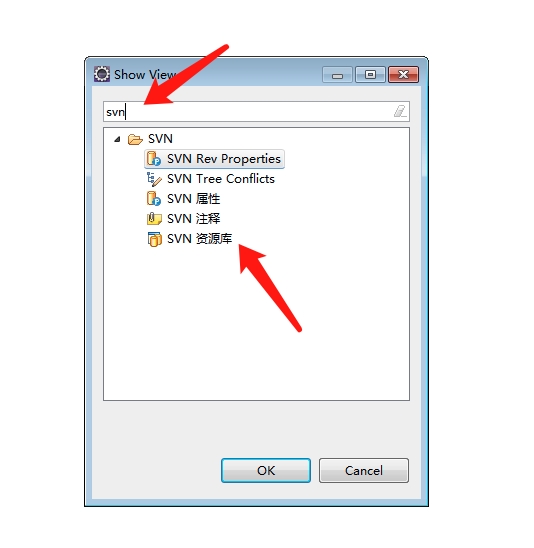 Show View
svn
SVN
SVN Rev Properties
SVN Tree Conflicts
SVN 属性
SVN 注释
SVN 资源库
OK
Cancel